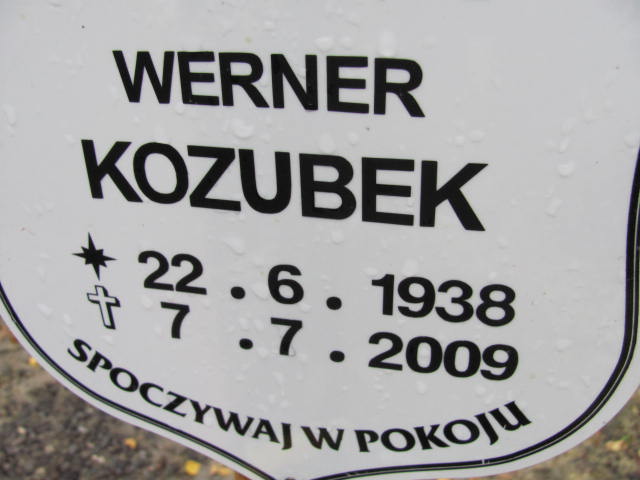 WERNER
KOZUBEK
22 . 6 . 1938
7 . 7 . 2009
SPOCZYWAJ W POKOJU